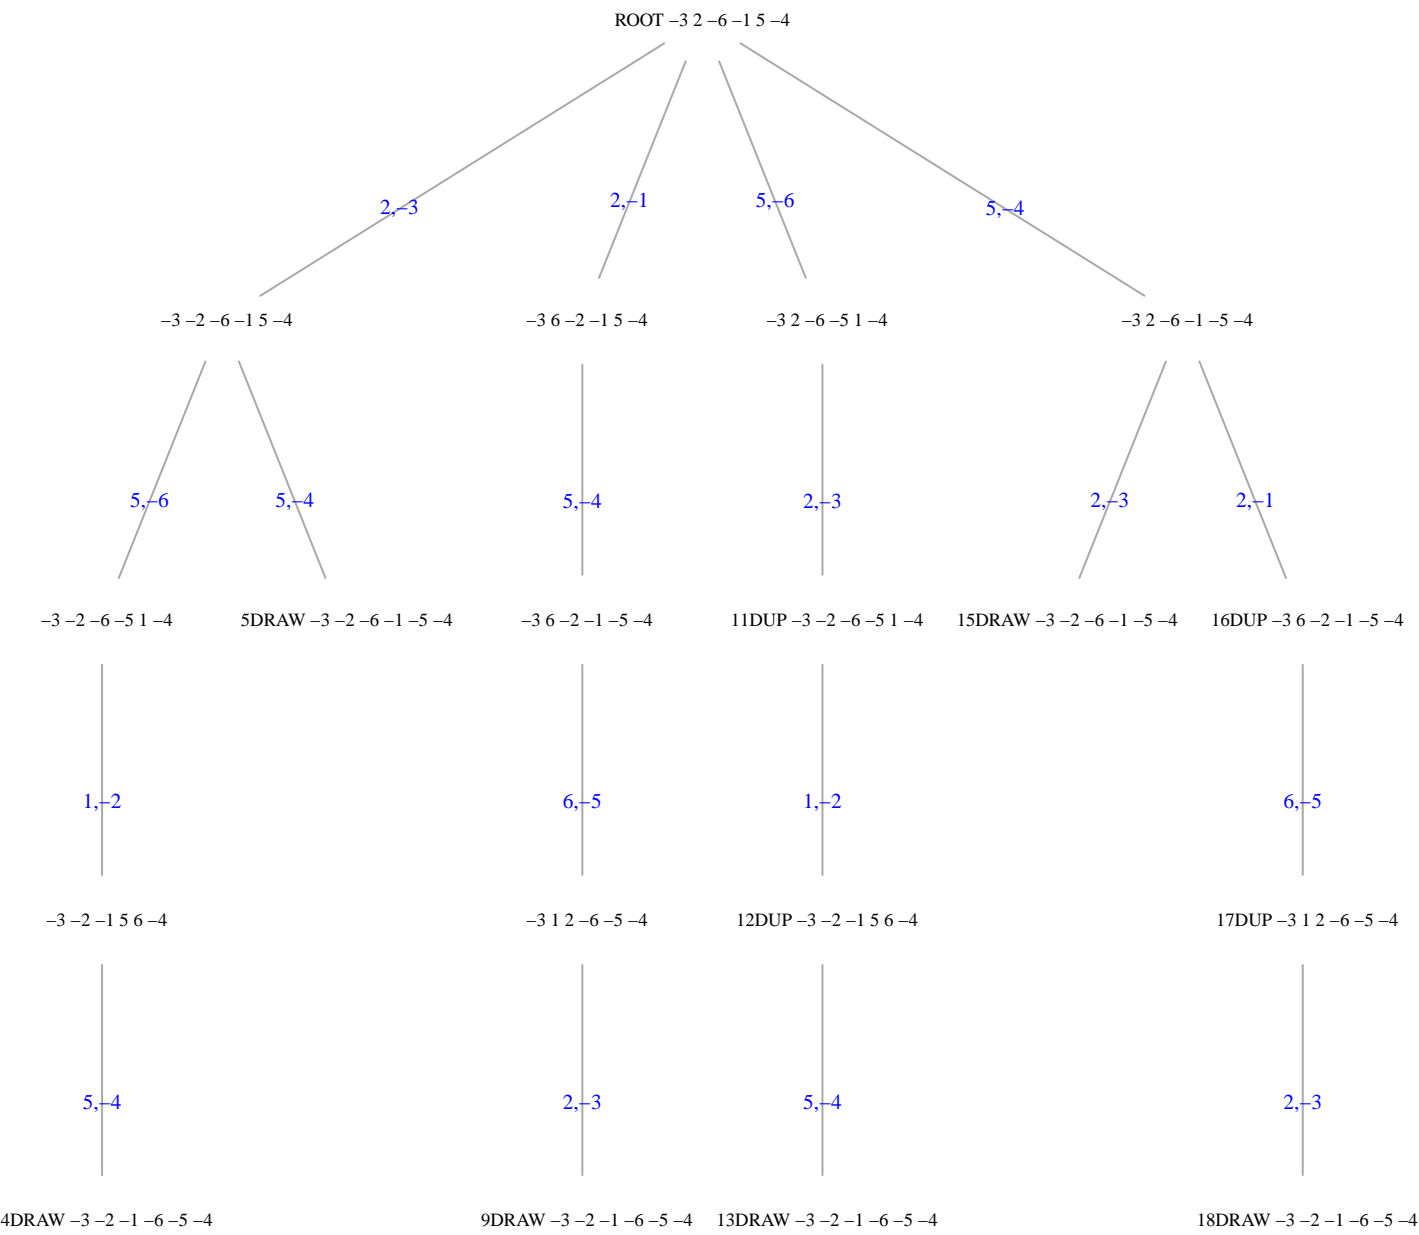 ROOT –3 2 –6 –1 5 –4
2,–3
2,–1
5,–6
5,–4
–3 –2 –6 –1 5 –4
–3 6 –2 –1 5 –4
–3 2 –6 –5 1 –4
–3 2 –6 –1 –5 –4
5,–6
5,–4
5,–4
2,–3
2,–3
2,–1
–3 –2 –6 –5 1 –4
5DRAW –3 –2 –6 –1 –5 –4
–3 6 –2 –1 –5 –4
11DUP –3 –2 –6 –5 1 –4
15DRAW –3 –2 –6 –1 –5 –4
16DUP –3 6 –2 –1 –5 –4
1,–2
6,–5
1,–2
6,–5
–3 –2 –1 5 6 –4
–3 1 2 –6 –5 –4
12DUP –3 –2 –1 5 6 –4
17DUP –3 1 2 –6 –5 –4
5,–4
2,–3
5,–4
2,–3
4DRAW –3 –2 –1 –6 –5 –4
9DRAW –3 –2 –1 –6 –5 –4
13DRAW –3 –2 –1 –6 –5 –4
18DRAW –3 –2 –1 –6 –5 –4